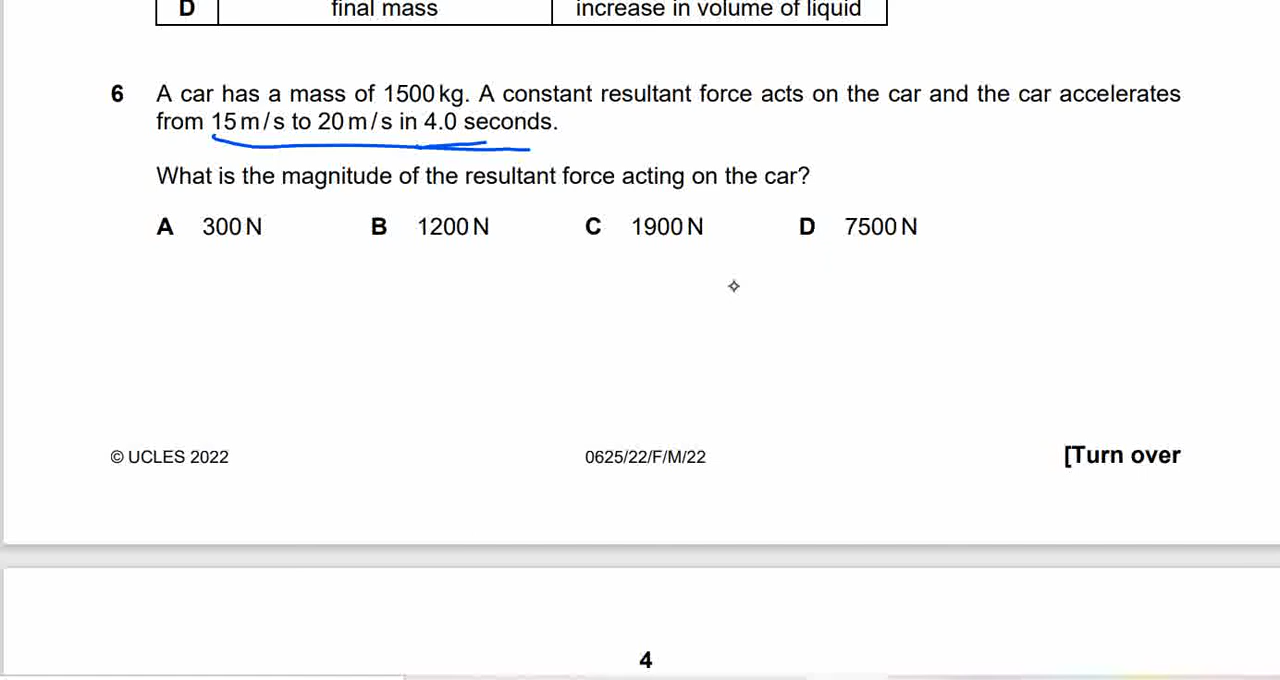 D final mass increase in volume of liquid
6 A car has a mass of 1500 kg. A constant resultant force acts on the car and the car accelerates
from 15 m / s to 20 m / s in 4.0 seconds.
What is the magnitude of the resultant force acting on the car?
A 300 N B 1200 N C 1900 N D 7500 N
© UCLES 2022 0625/22/F/M/22 [Turn over
4